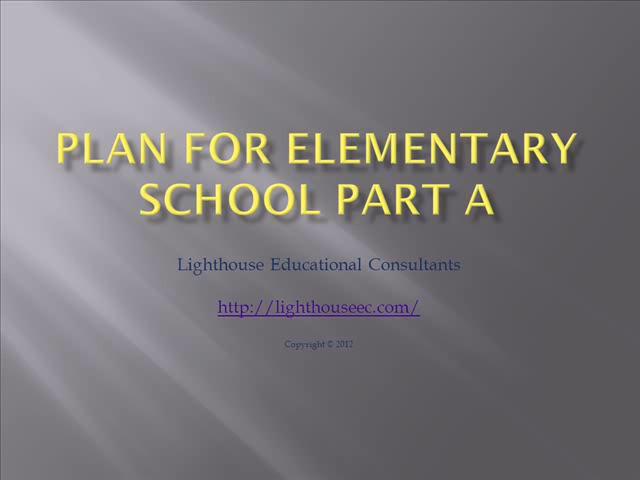 PLAN FOR ELEMENTARY
SCHOOL PART A
Lighthouse Educational Consultants
http://lighthouseec.com/
Copyright © 2012